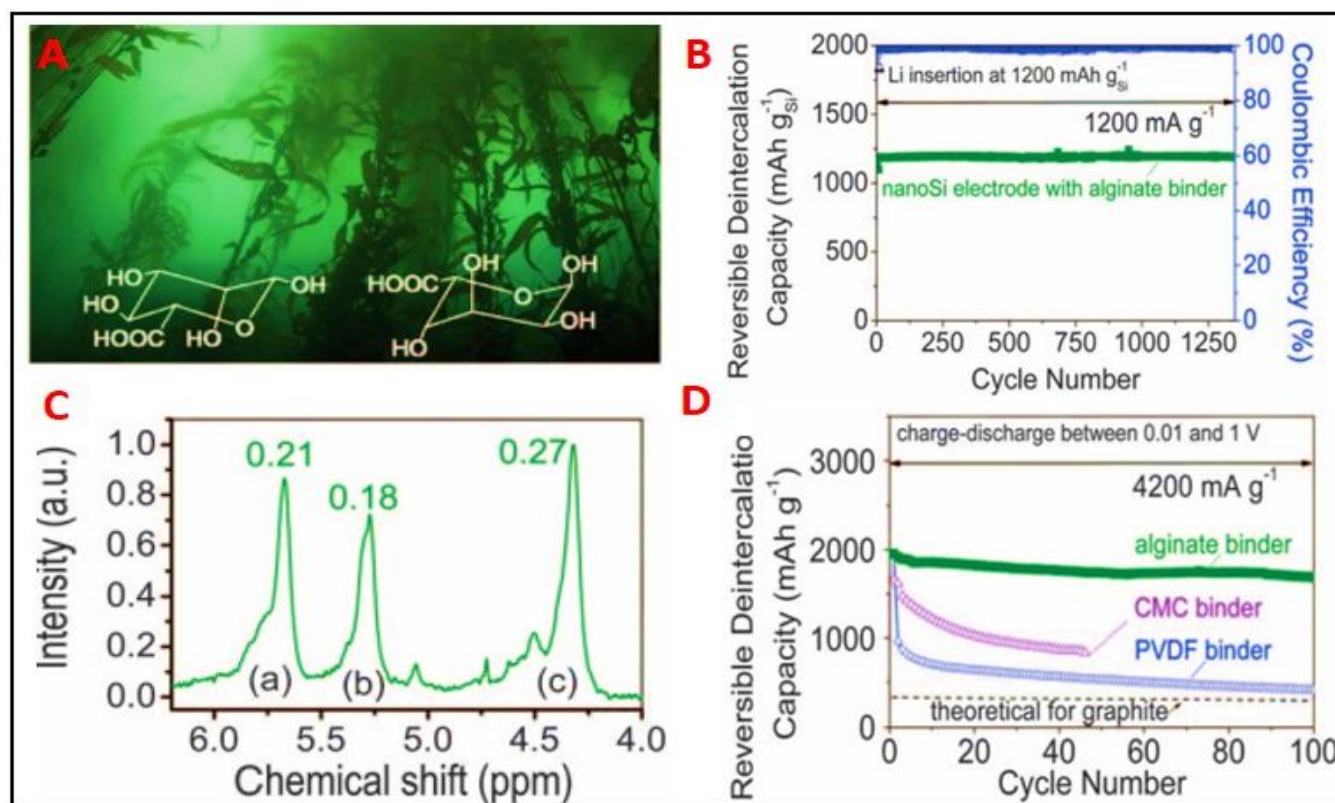 A
HO
HO
HO
HOOC
HO
O
OH
HOOC
OH
OH
O
OH
HO
B
Reversible Deintercalation
Capacity (mAh g⁻¹Si)
2000
1500
1000
500
0
Li insertion at 1200 mAh g⁻¹Si
1200 mA g⁻¹
nanoSi electrode with alginate binder
100
80
60
40
20
0
Coulombic Efficiency (%)
0 250 500 750 1000 1250
Cycle Number
C
Intensity (a.u.)
1.0
0.8
0.6
0.4
0.2
0.0
0.21
0.18
0.27
(a)
(b)
(c)
6.0 5.5 5.0 4.5 4.0
Chemical shift (ppm)
D
Reversible Deintercalatio
Capacity (mAh g⁻¹)
3000
2000
1000
0
charge-discharge between 0.01 and 1 V
4200 mA g⁻¹
alginate binder
CMC binder
PVDF binder
theoretical for graphite
0 20 40 60 80 100
Cycle Number